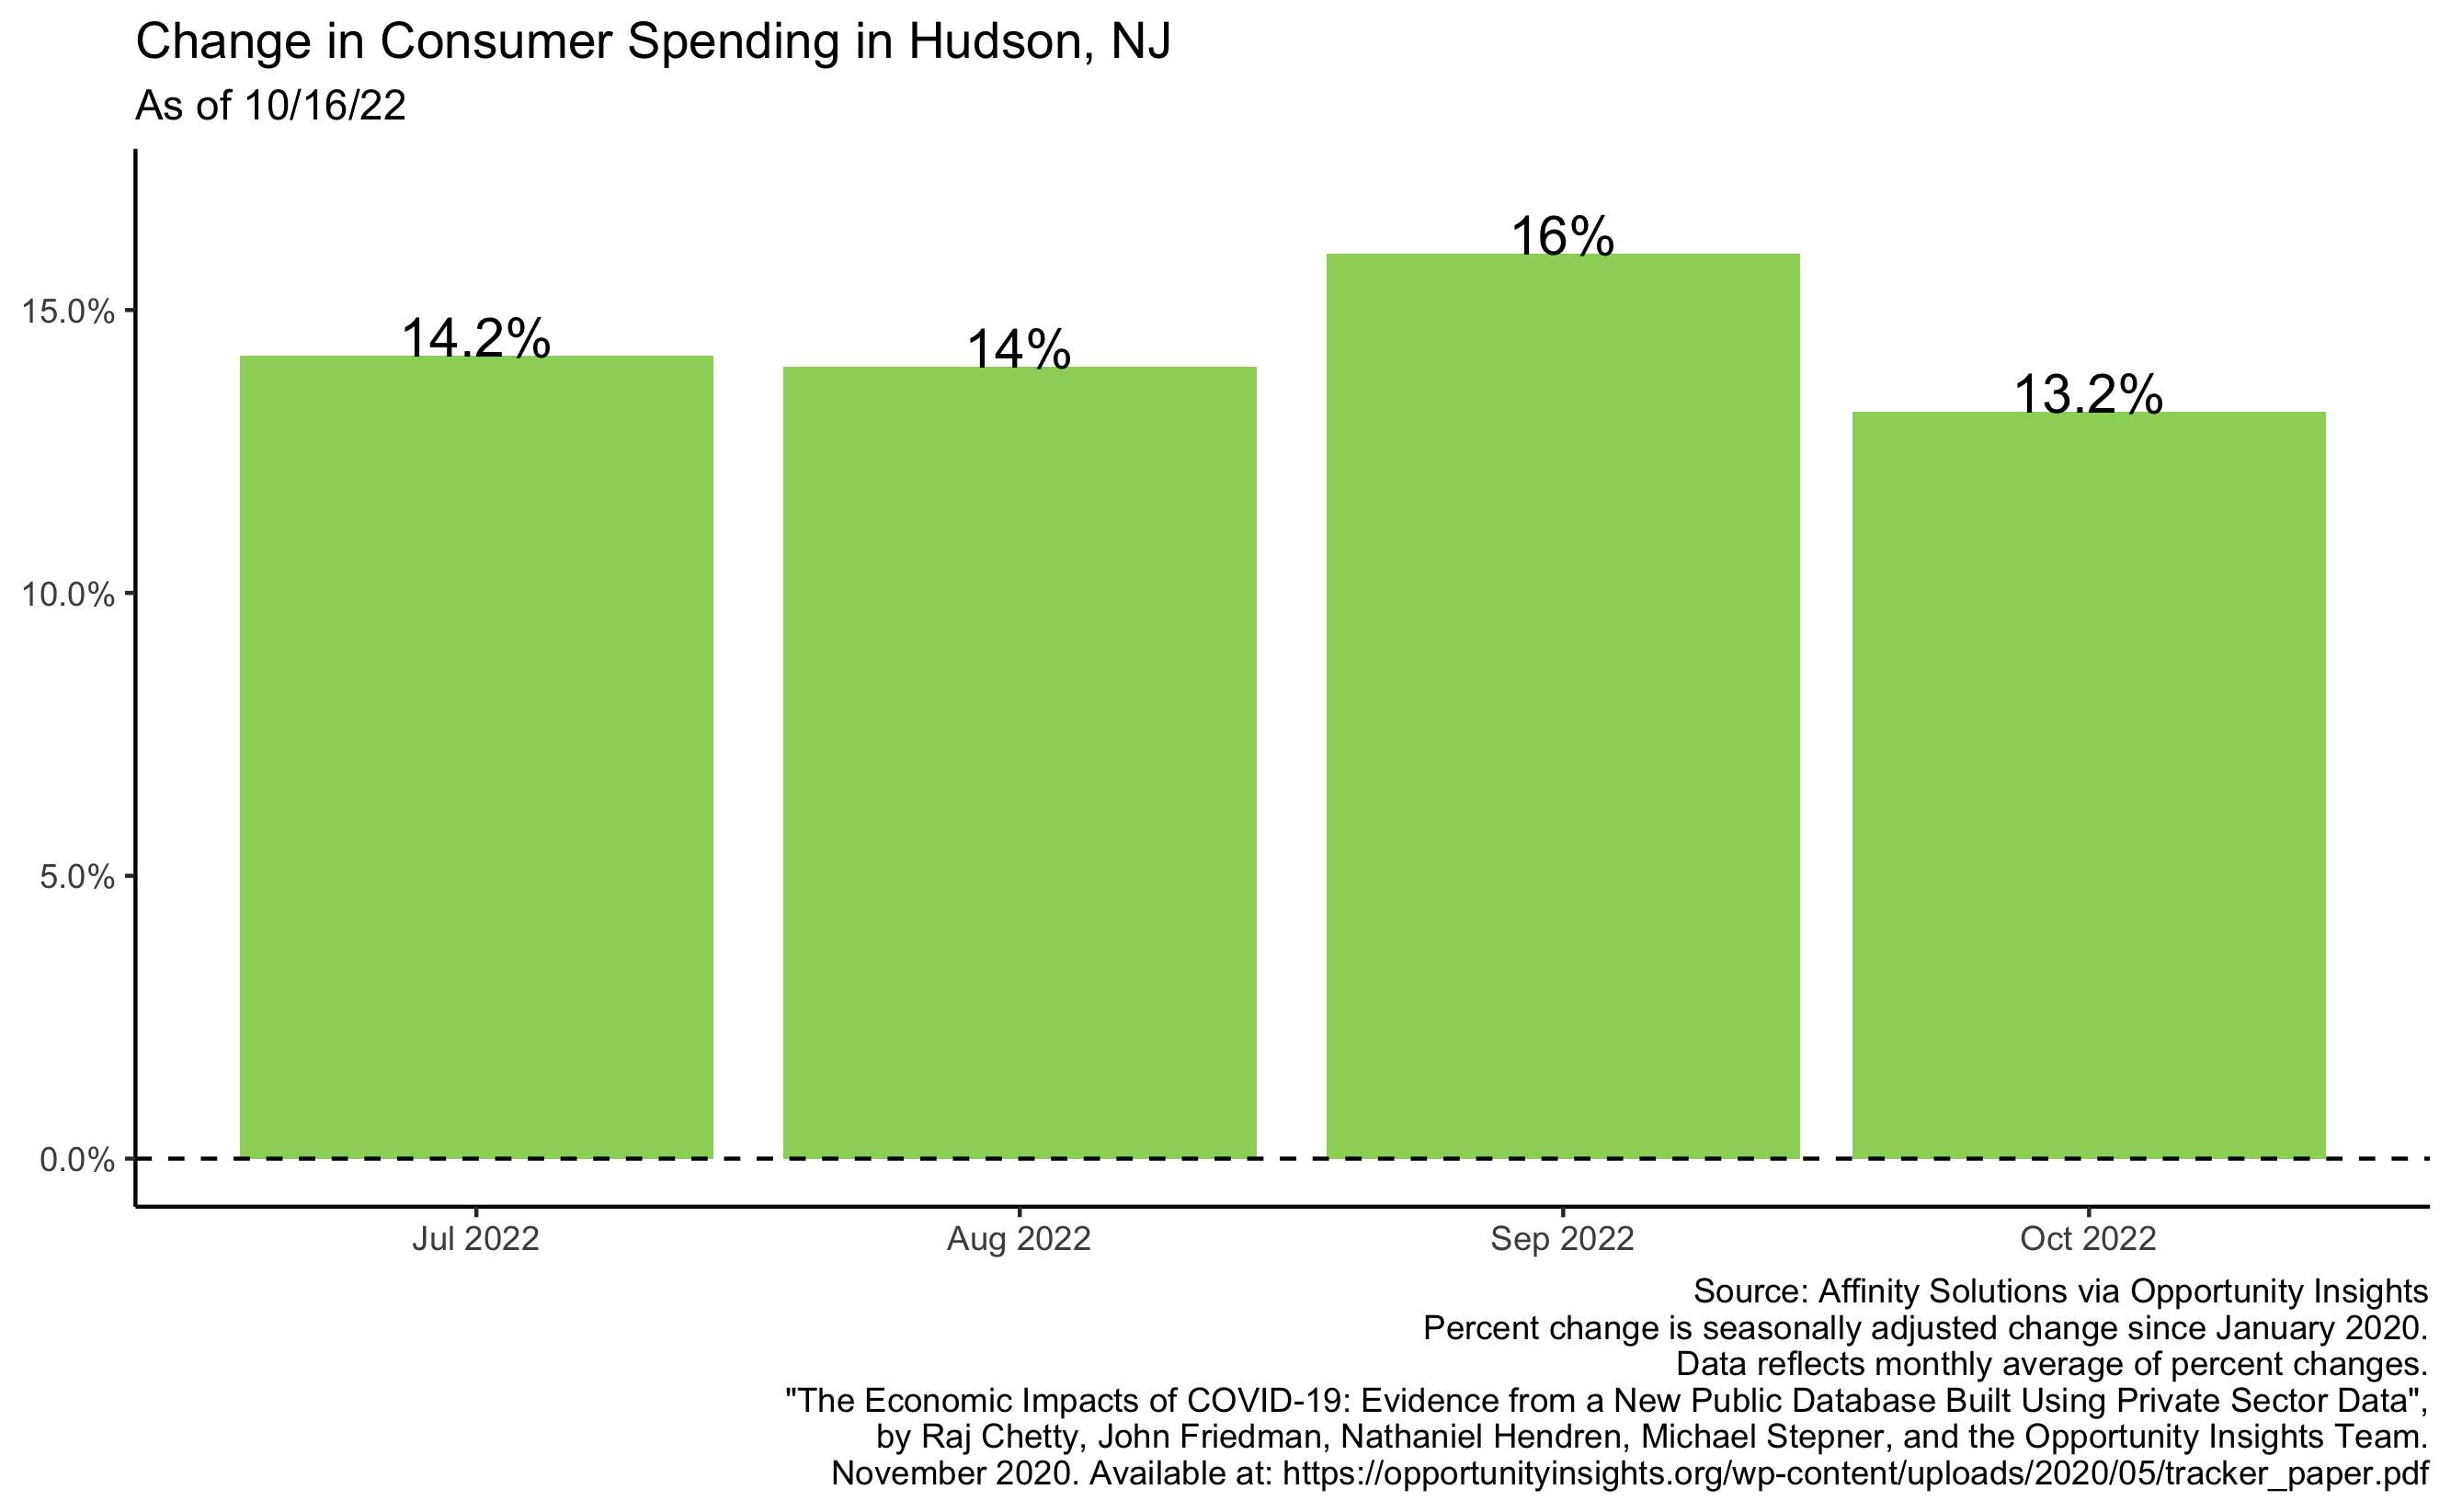 Change in Consumer Spending in Hudson, NJ
As of 10/16/22
16%
15.0%
14.2%
14%
13.2%
10.0%
5.0%
0.0%
Jul 2022
Aug 2022
Sep 2022
Oct 2022
Source: Affinity Solutions via Opportunity Insights
Percent change is seasonally adjusted change since January 2020.
Data reflects monthly average of percent changes.
"The Economic Impacts of COVID-19: Evidence from a New Public Database Built Using Private Sector Data",
by Raj Chetty, John Friedman, Nathaniel Hendren, Michael Stepner, and the Opportunity Insights Team.
November 2020. Available at: https://opportunityinsights.org/wp-content/uploads/2020/05/tracker_paper.pdf